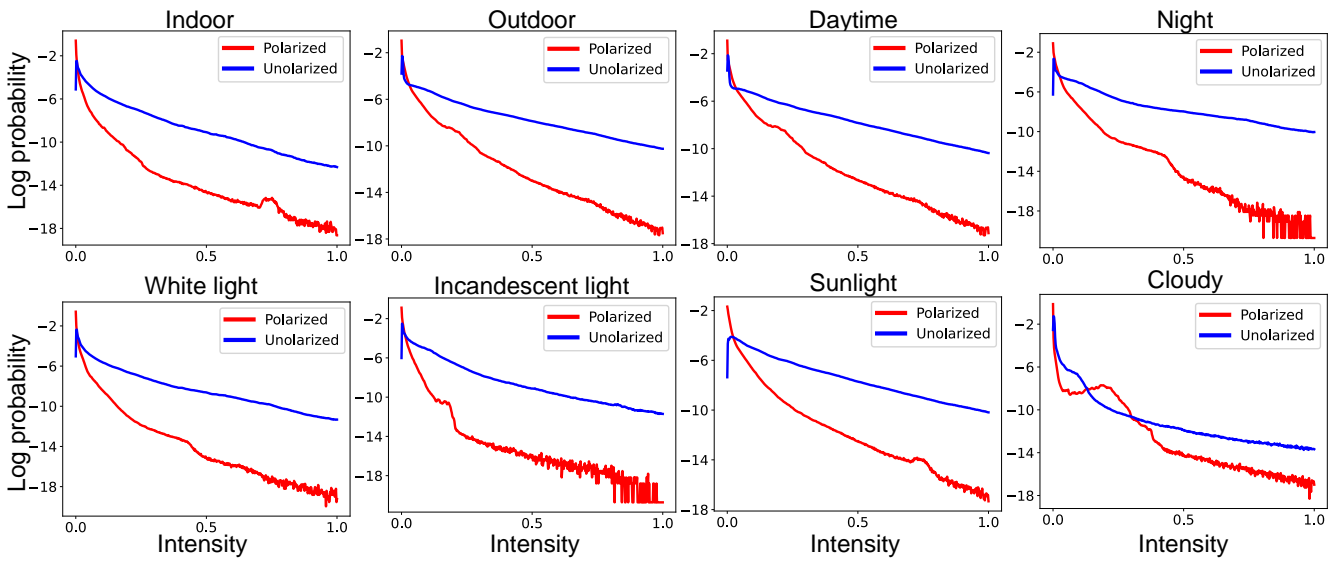 Indoor
Outdoor
Daytime
Night
Log probability
−2
−6
−10
−14
−18
0.0
0.5
1.0
Polarized
Unolarized
−2
−6
−10
−14
−18
0.0
0.5
1.0
Polarized
Unolarized
−2
−6
−10
−14
−18
0.0
0.5
1.0
Polarized
Unolarized
−2
−6
−10
−14
−18
0.0
0.5
1.0
Polarized
Unolarized
White light
Incandescent light
Sunlight
Cloudy
Log probability
−2
−6
−10
−14
−18
0.0
0.5
1.0
Polarized
Unolarized
Intensity
−2
−6
−10
−14
−18
0.0
0.5
1.0
Polarized
Unolarized
Intensity
−2
−6
−10
−14
−18
0.0
0.5
1.0
Polarized
Unolarized
Intensity
−2
−6
−10
−14
−18
0.0
0.5
1.0
Polarized
Unolarized
Intensity